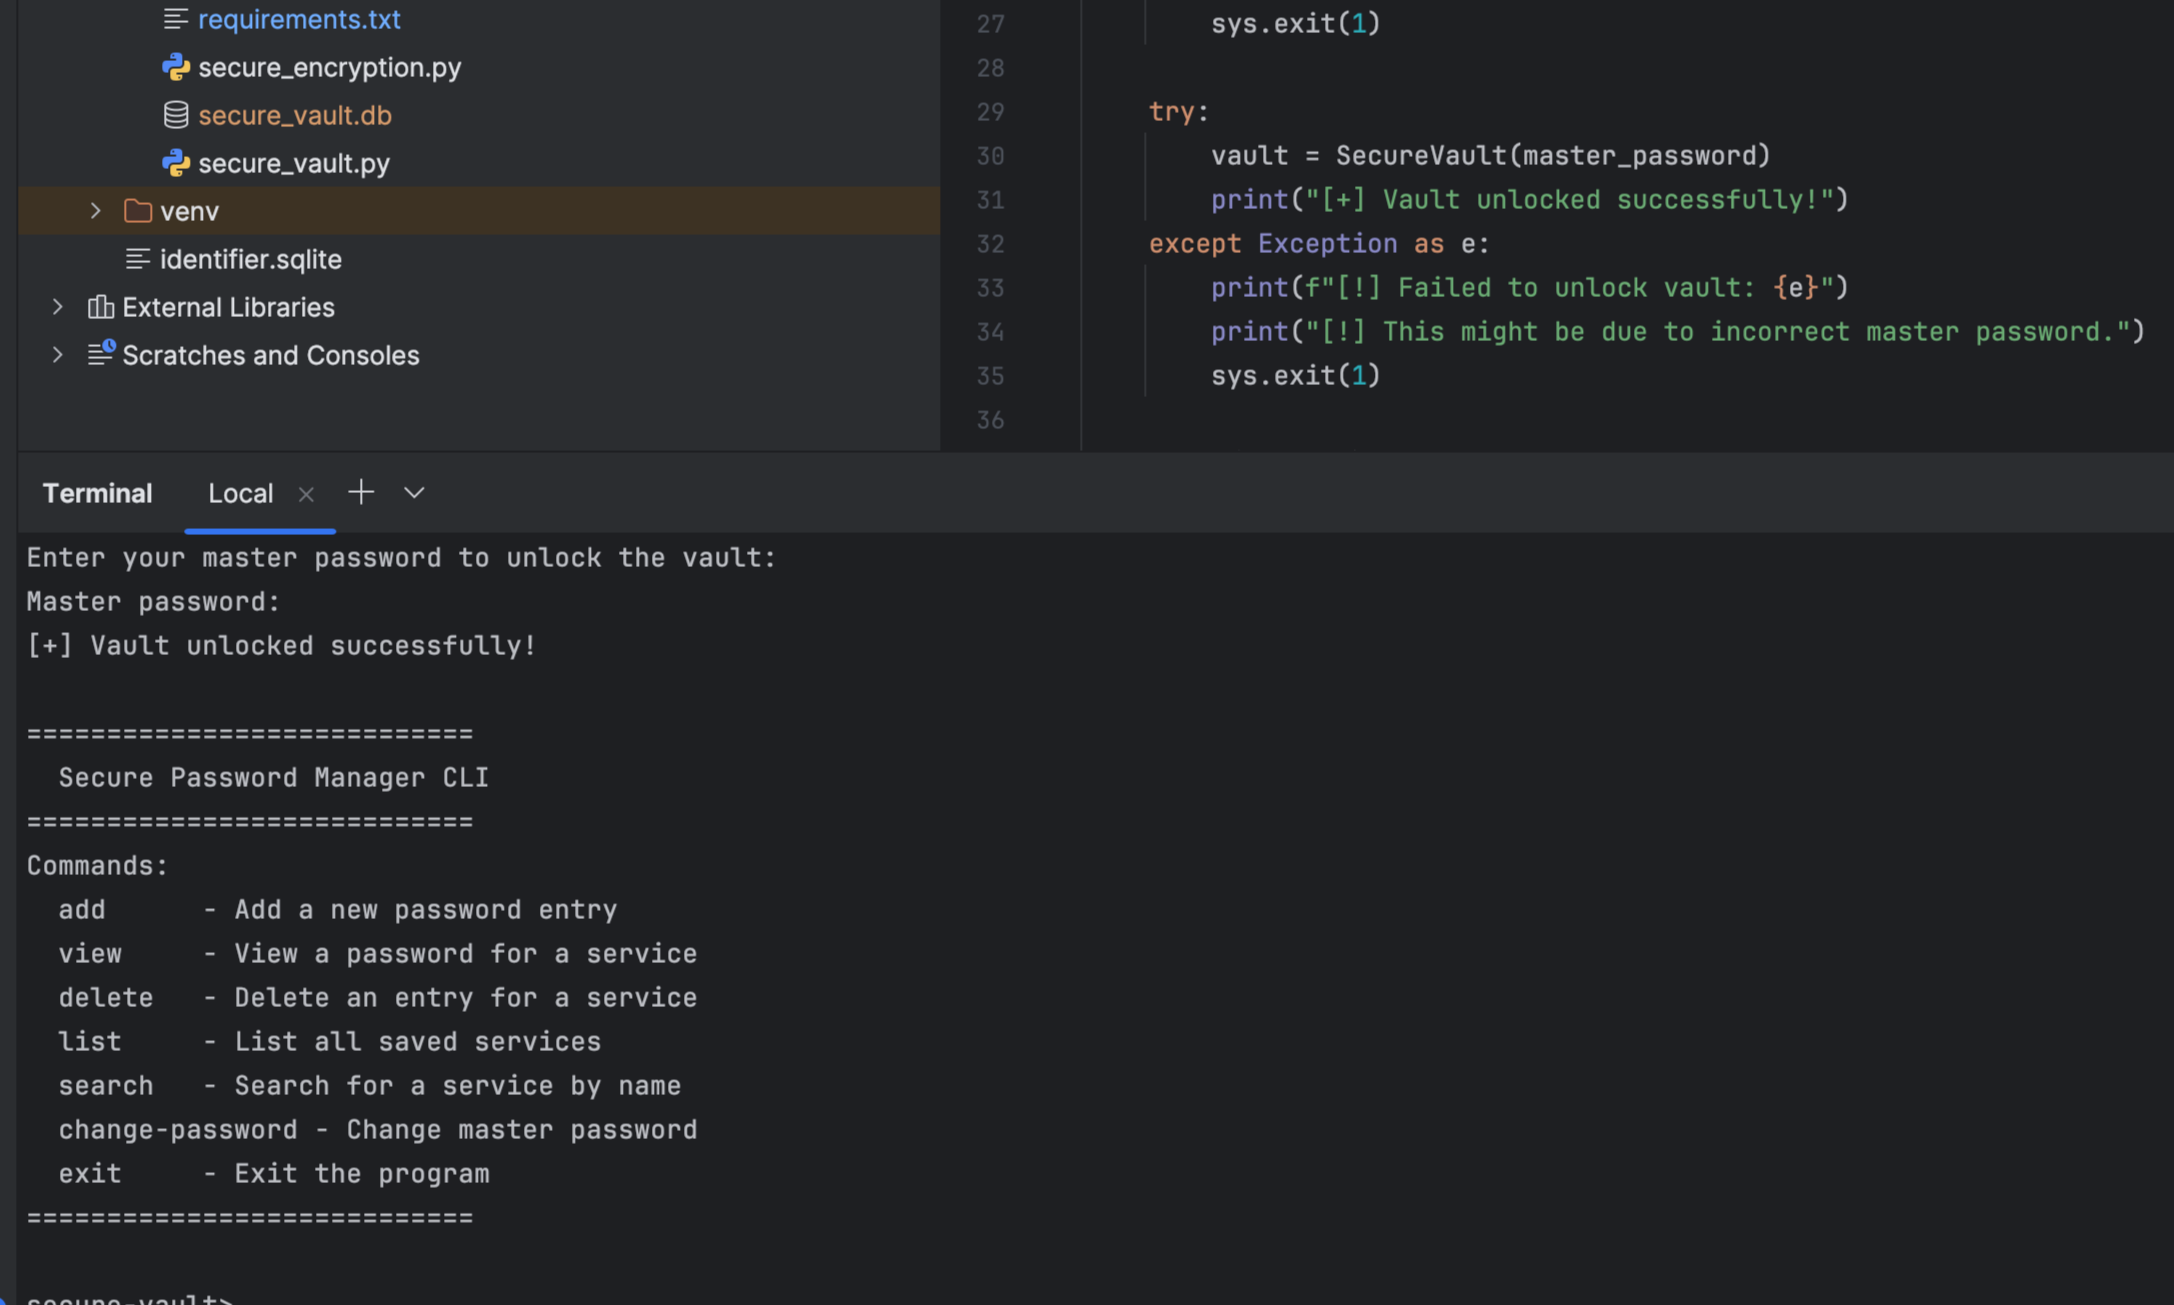 requirements.txt
secure_encryption.py
secure_vault.db
secure_vault.py
venv
identifier.sqlite
External Libraries
Scratches and Consoles
27 sys.exit(1)
28
29 try:
30 vault = SecureVault(master_password)
31 print("[+] Vault unlocked successfully!")
32 except Exception as e:
33 print(f"[!] Failed to unlock vault: {e}")
34 print("[!] This might be due to incorrect master password.")
35 sys.exit(1)
36
Terminal Local
Enter your master password to unlock the vault:
Master password:
[+] Vault unlocked successfully!
============================
Secure Password Manager CLI
============================
Commands:
add - Add a new password entry
view - View a password for a service
delete - Delete an entry for a service
list - List all saved services
search - Search for a service by name
change-password - Change master password
exit - Exit the program
============================
secure-vault>